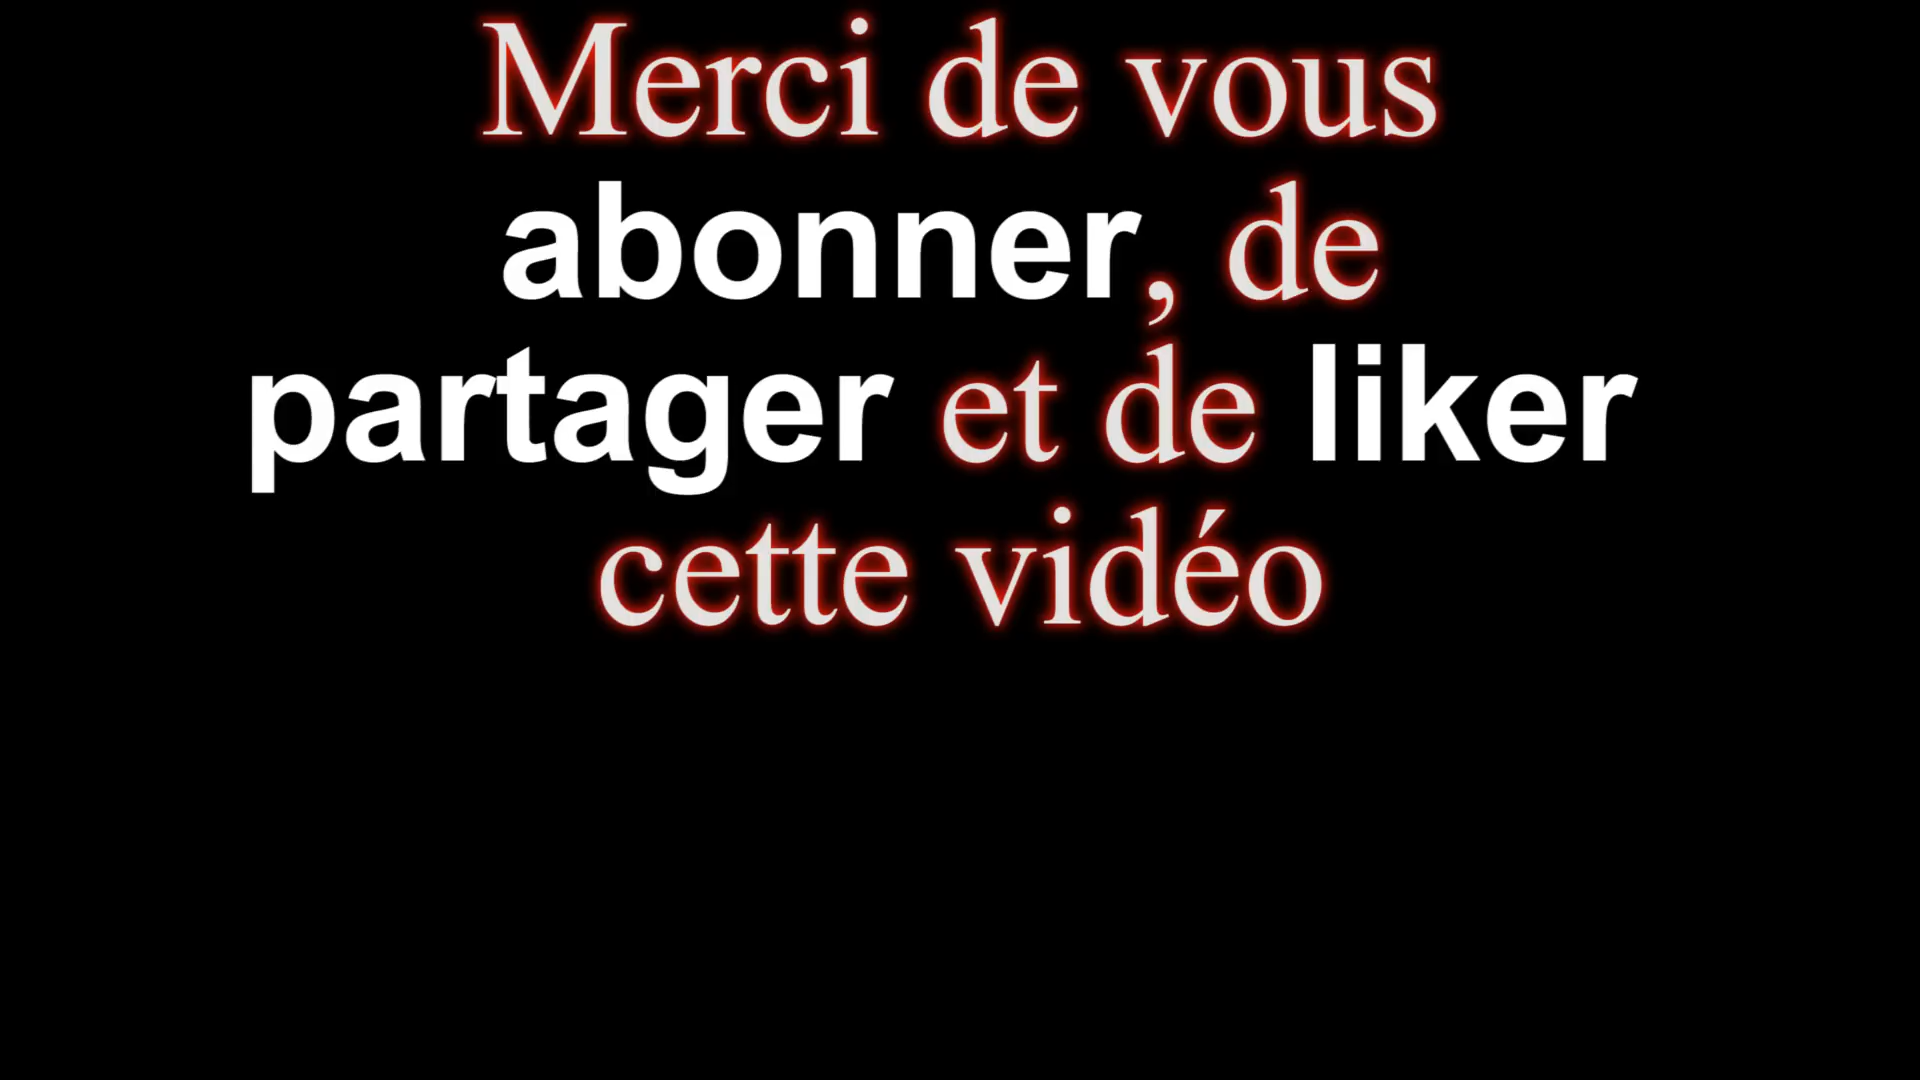 Merci de vous
abonner, de
partager et de liker
cette vidéo